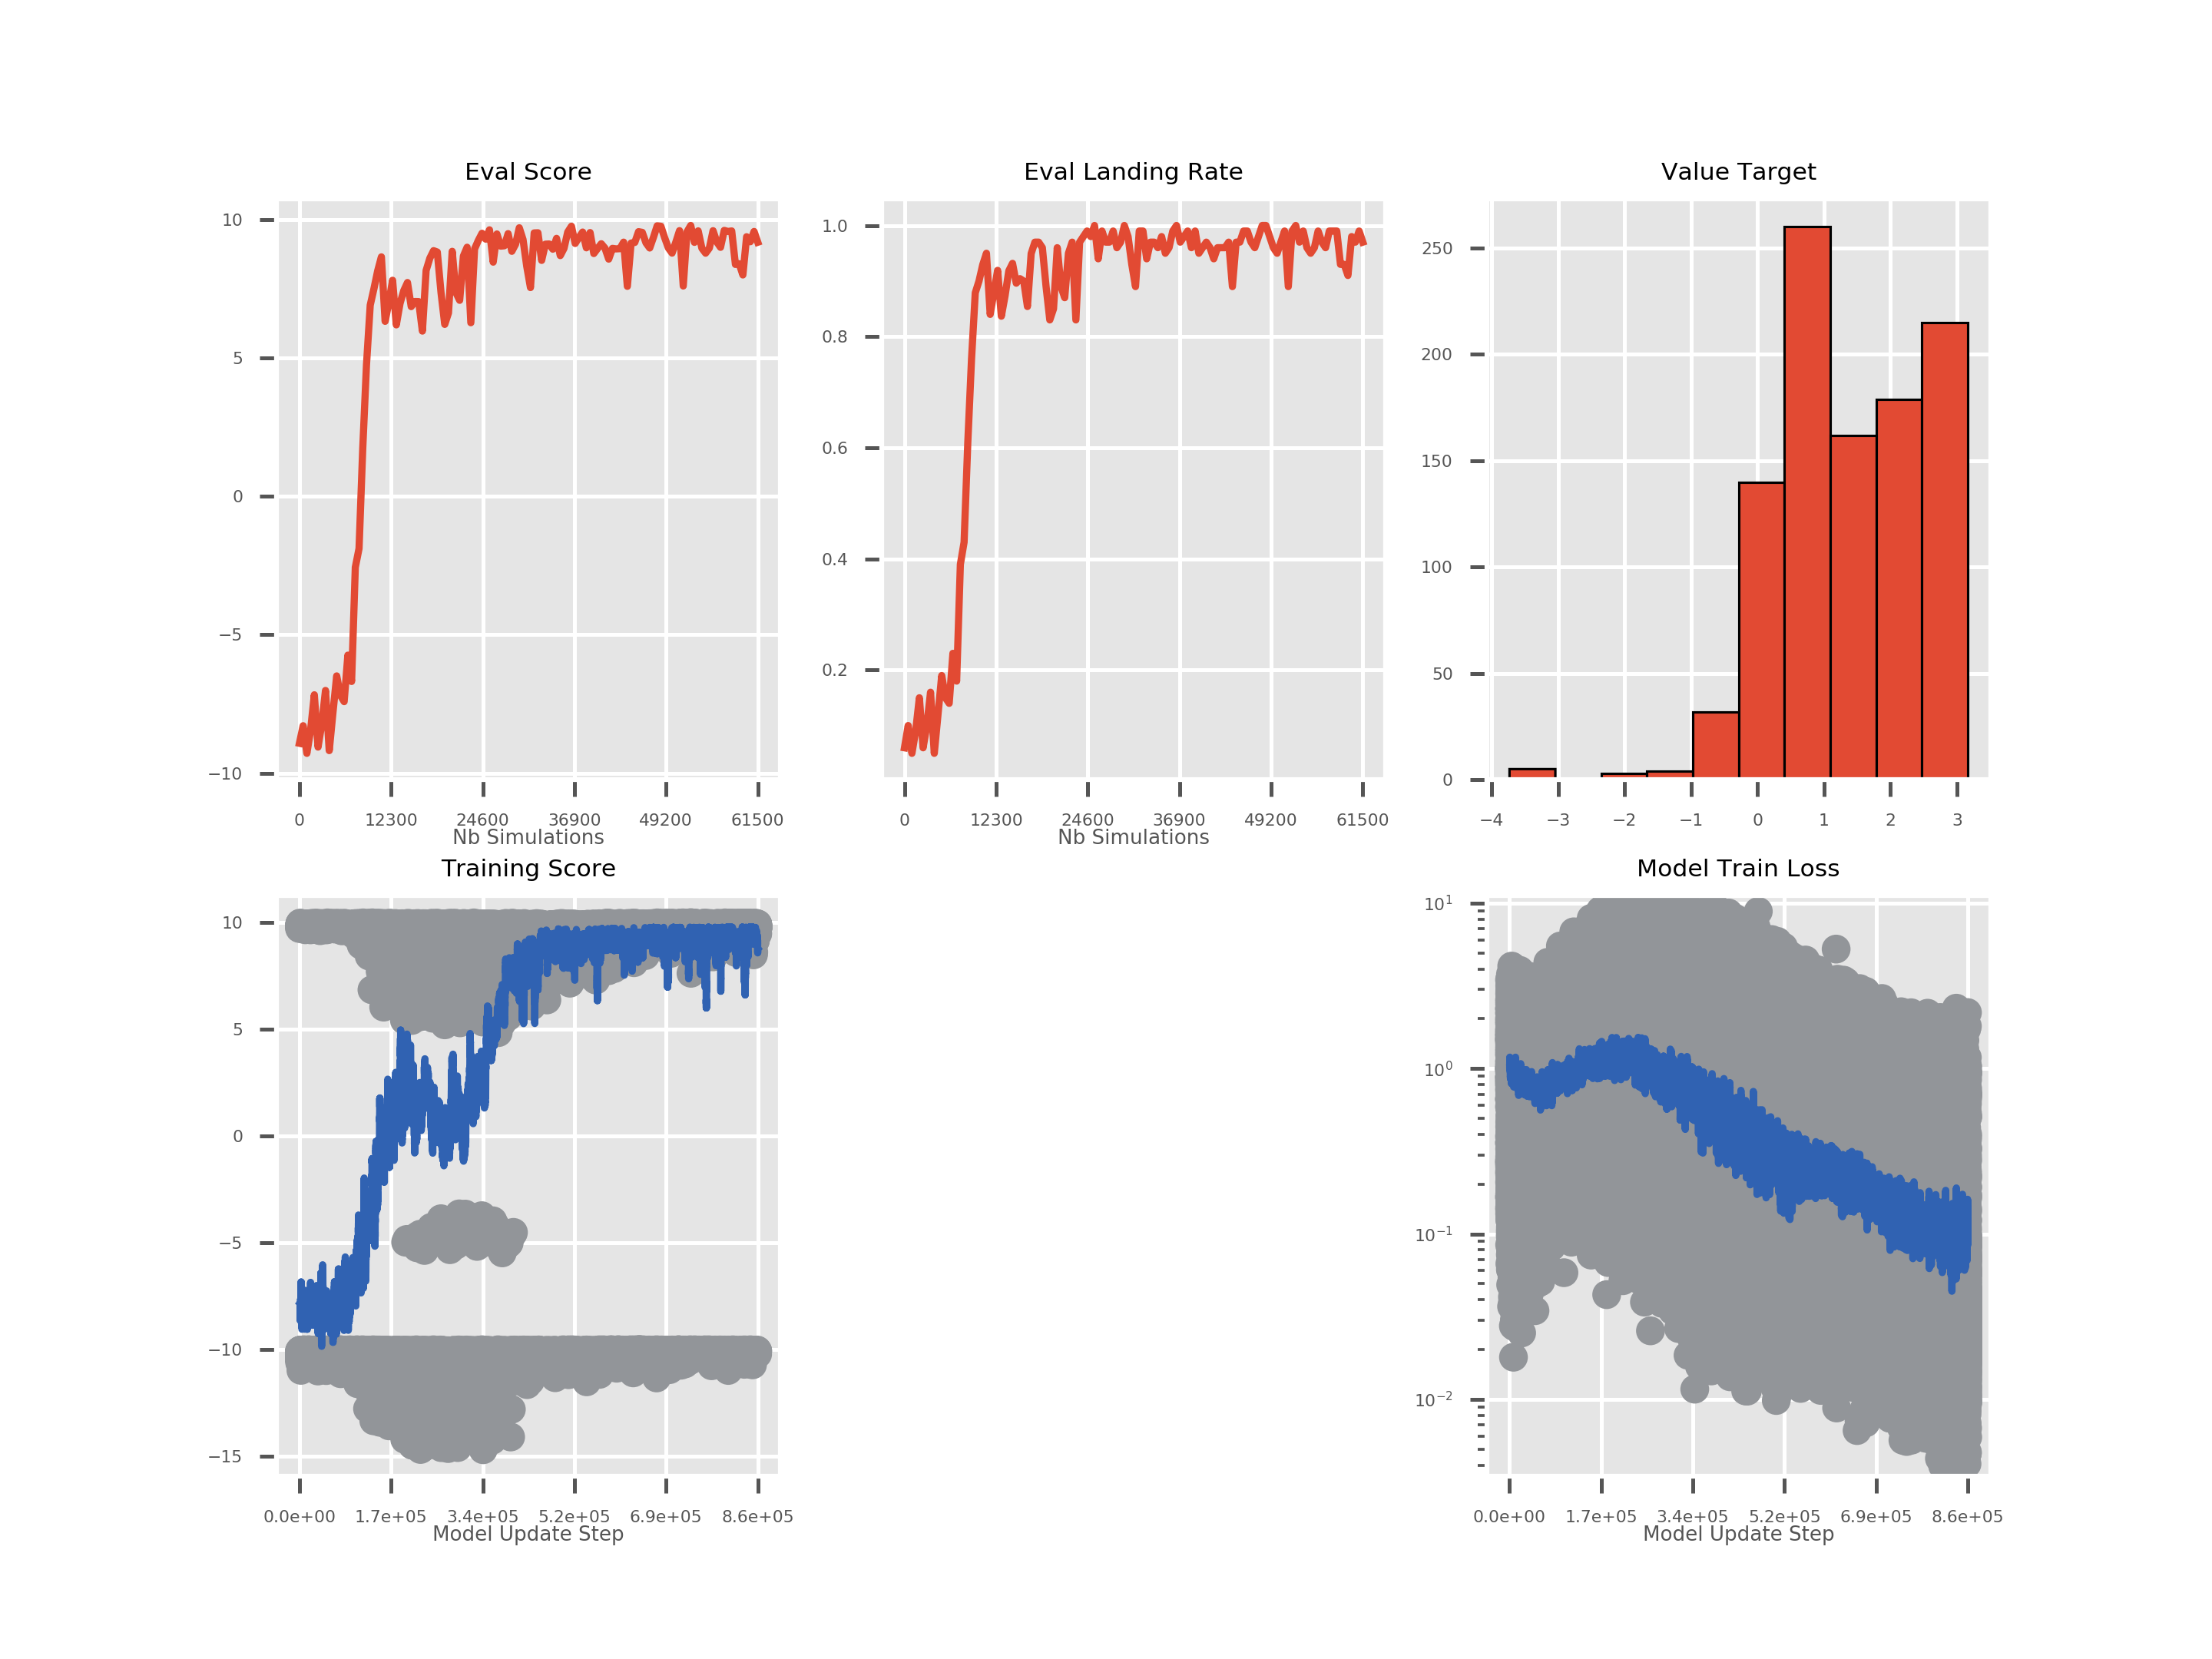 Eval Score
10
5
0
−5
−10
0 12300 24600 36900 49200 61500
Nb Simulations
Eval Landing Rate
1.0
0.8
0.6
0.4
0.2
0 12300 24600 36900 49200 61500
Nb Simulations
Value Target
250
200
150
100
50
0
−4 −3 −2 −1 0 1 2 3
Training Score
10
5
0
−5
−10
−15
0.0e+00 1.7e+05 3.4e+05 5.2e+05 6.9e+05 8.6e+05
Model Update Step
Model Train Loss
10¹
10⁰
10⁻¹
10⁻²
0.0e+00 1.7e+05 3.4e+05 5.2e+05 6.9e+05 8.6e+05
Model Update Step